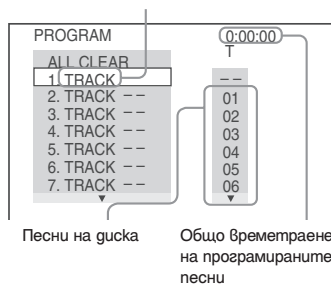 PROGRAM 0:00:00
T
ALL CLEAR
1. TRACK – –
2. TRACK – – 01
3. TRACK – – 02
4. TRACK – – 03
5. TRACK – – 04
6. TRACK – – 05
7. TRACK – – 06
Песни на диска
Общо времетраене
на програмираните
песни